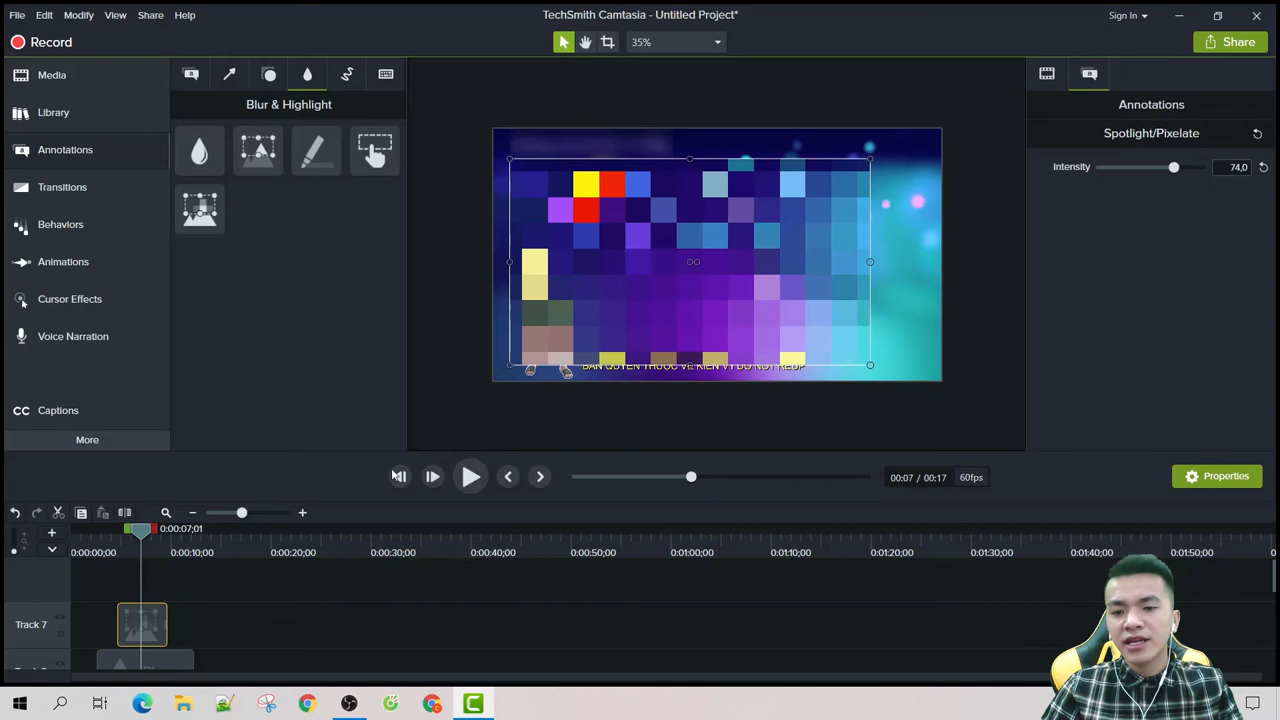 File Edit Modify View Share Help
TechSmith Camtasia - Untitled Project*
Sign In
Record
35%
Share
Media
Library
Annotations
Transitions
Behaviors
Animations
Cursor Effects
Voice Narration
CC Captions
More
Blur & Highlight
BẢN QUYỀN THUỘC VỀ KIÊN VY DO NOT REUP
Annotations
Spotlight/Pixelate
Intensity 74,0
00:07 / 00:17 60fps
Properties
0:00:07;01
0:00:00;00 0:00:10;00 0:00:20;00 0:00:30;00 0:00:40;00 0:00:50;00 0:01:00;00 0:01:10;00 0:01:20;00 0:01:30;00 0:01:40;00 0:01:50;00
Track 7